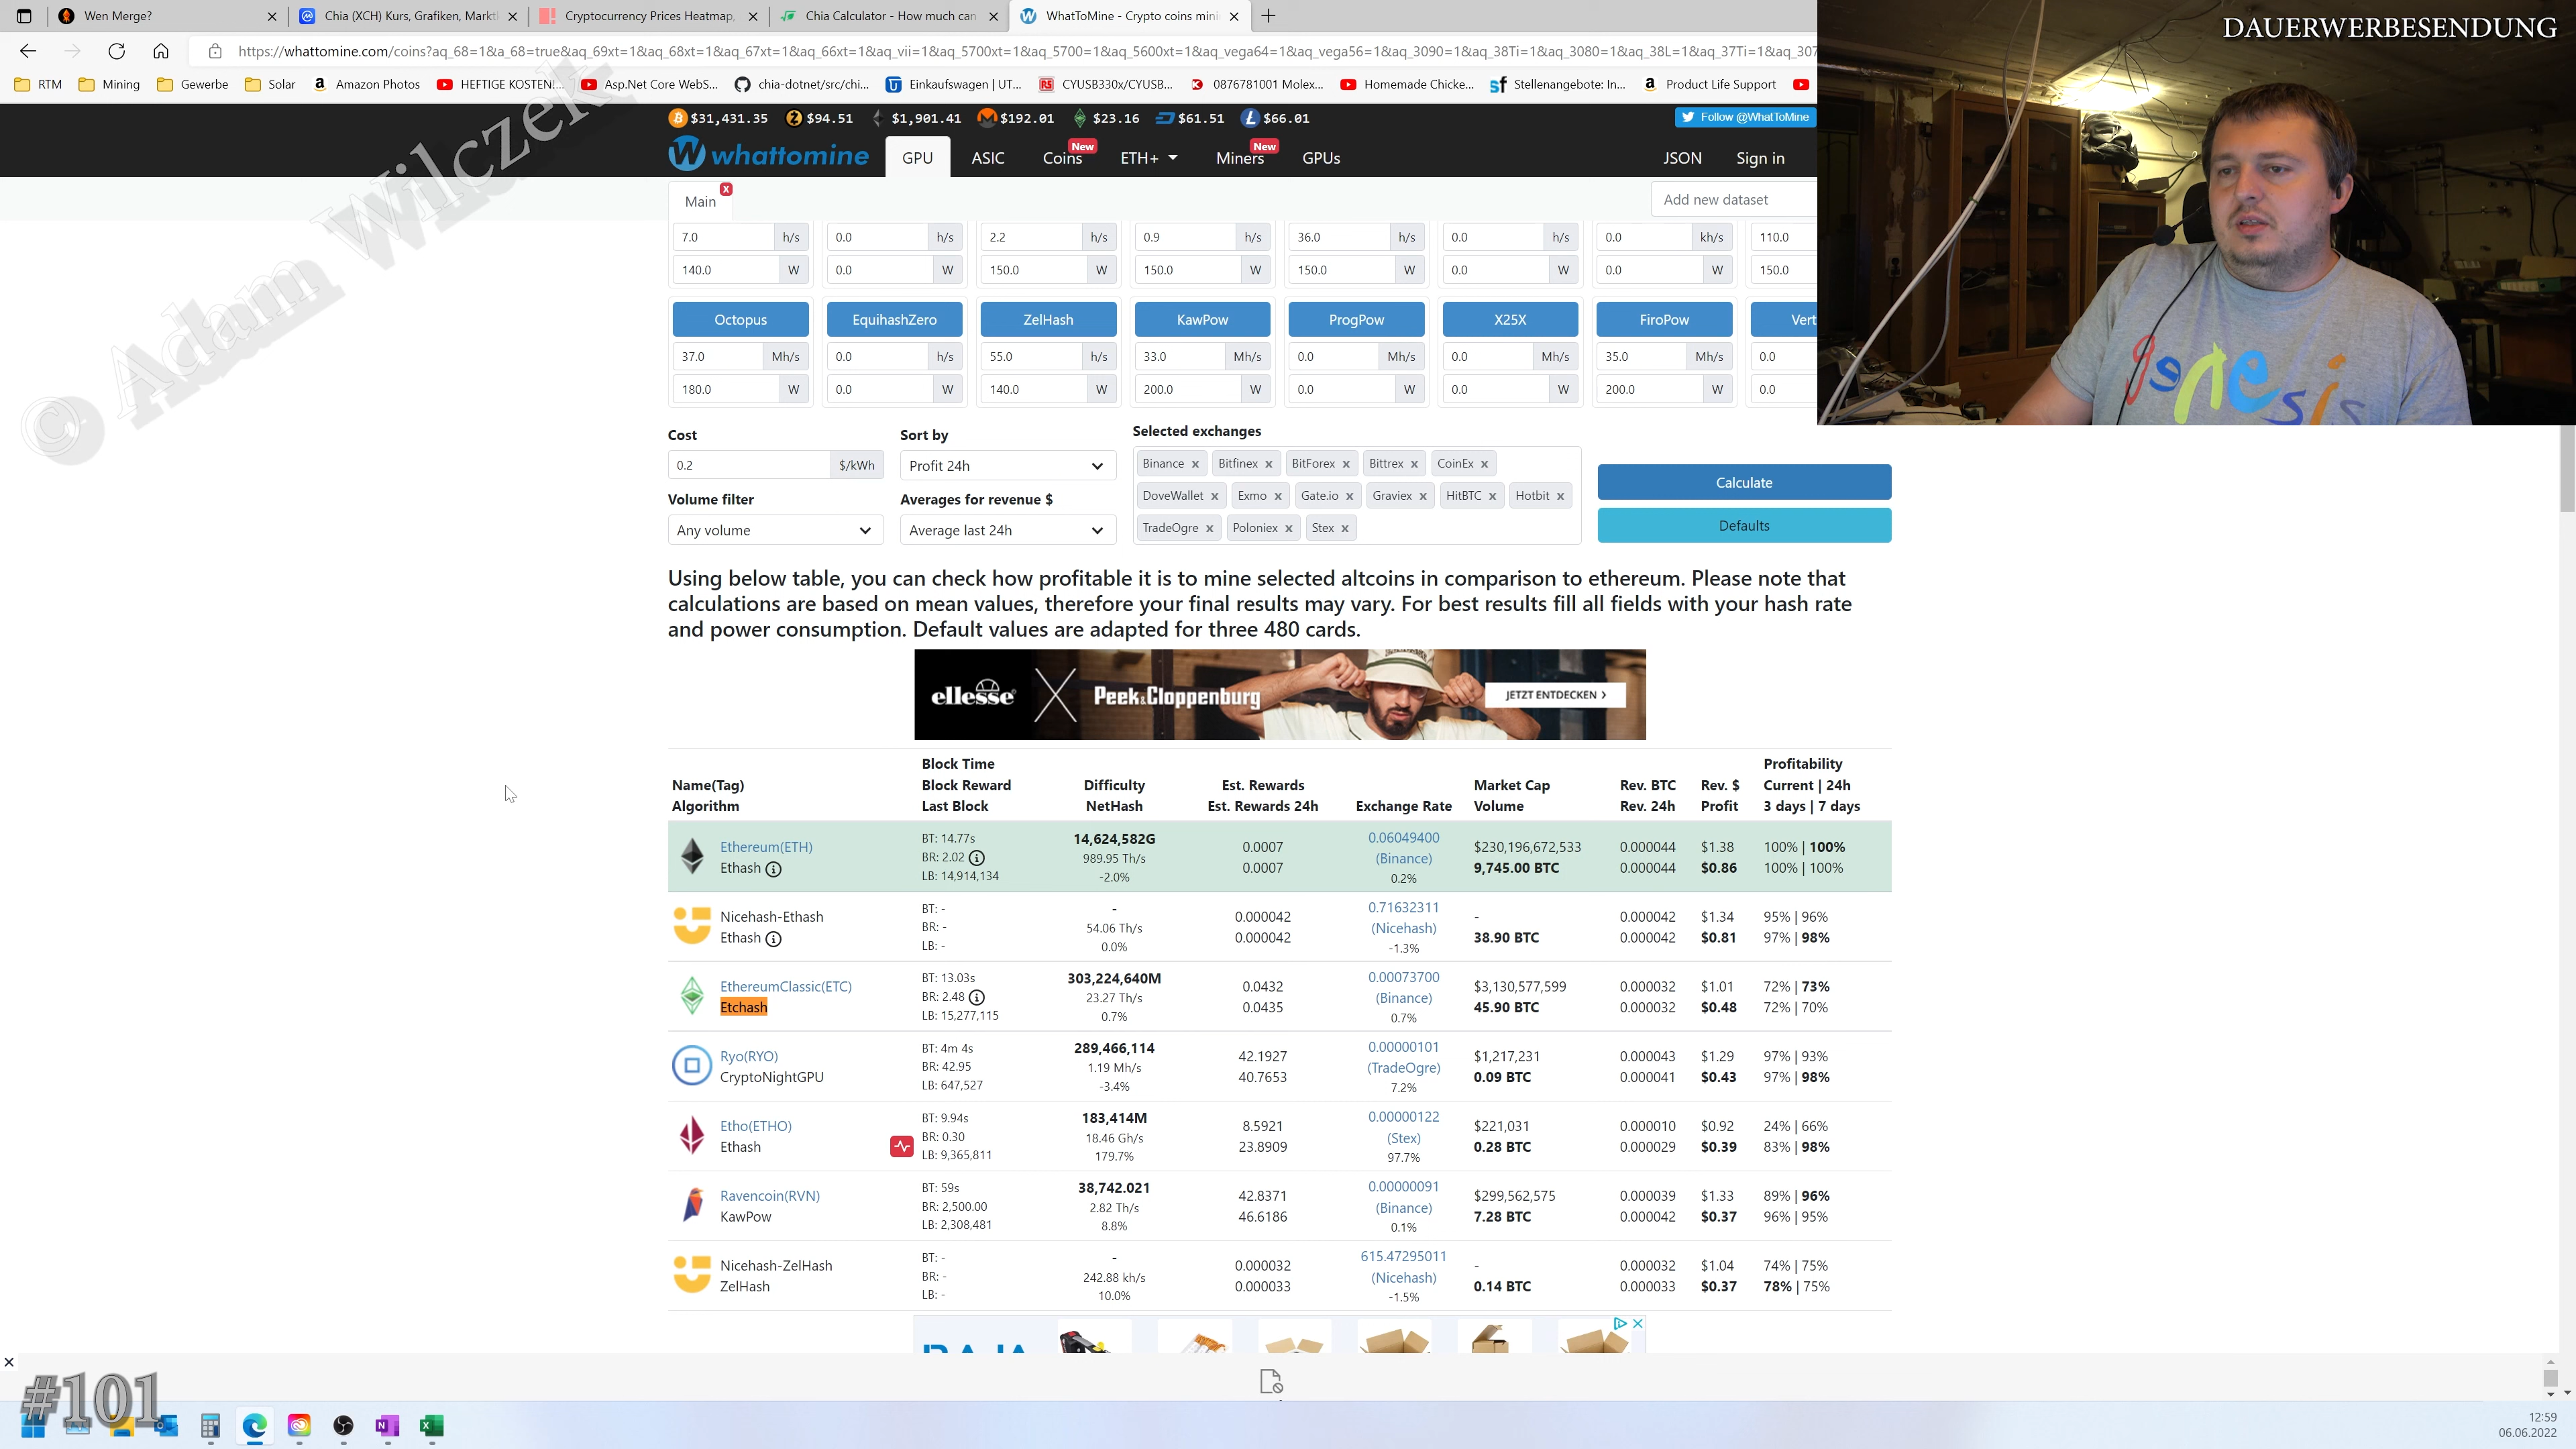 Wen Merge?
Chia (XCH) Kurs, Grafiken, Markt
Cryptocurrency Prices Heatmap,
Chia Calculator - How much can
WhatToMine - Crypto coins mini
DAUERWERBESENDUNG
https://whattomine.com/coins?aq_68=1&a_68=true&aq_69xt=1&aq_68xt=1&aq_67xt=1&aq_66xt=1&aq_vii=1&aq_5700xt=1&aq_5700=1&aq_5600xt=1&aq_vega64=1&aq_vega56=1&aq_3090=1&aq_38Ti=1&aq_3080=1&aq_38L=1&aq_37Ti=1&aq_307
RTM Mining Gewerbe Solar Amazon Photos HEFTIGE KOSTEN!... Asp.Net Core WebS... chia-dotnet/src/chi... Einkaufswagen | UT... CYUSB330x/CYUSB... 0876781001 Molex... Homemade Chicke... Stellenangebote: In... Product Life Support
© Adam Wilczek
$31,431.35 $94.51 $1,901.41 $192.01 $23.16 $61.51 $66.01 Follow @WhatToMine
whattomine GPU ASIC Coins New ETH+ Miners New GPUs JSON Sign in
Main x Add new dataset
7.0 h/s 0.0 h/s 2.2 h/s 0.9 h/s 36.0 h/s 0.0 h/s 0.0 kh/s 110.0
140.0 W 0.0 W 150.0 W 150.0 W 150.0 W 0.0 W 0.0 W 150.0
Octopus EquihashZero ZelHash KawPow ProgPow X25X FiroPow Vert
37.0 Mh/s 0.0 h/s 55.0 h/s 33.0 Mh/s 0.0 Mh/s 0.0 Mh/s 35.0 Mh/s 0.0
180.0 W 0.0 W 140.0 W 200.0 W 0.0 W 0.0 W 200.0 W 0.0
genesis
Cost Sort by Selected exchanges
0.2 $/kWh Profit 24h Binance x Bitfinex x BitForex x Bittrex x CoinEx x
Calculate
Volume filter Averages for revenue $ DoveWallet x Exmo x Gate.io x Graviex x HitBTC x Hotbit x
Any volume Average last 24h TradeOgre x Poloniex x Stex x
Defaults
Using below table, you can check how profitable it is to mine selected altcoins in comparison to ethereum. Please note that
calculations are based on mean values, therefore your final results may vary. For best results fill all fields with your hash rate
and power consumption. Default values are adapted for three 480 cards.
ellesse X Peek&Cloppenburg JETZT ENTDECKEN >
Block Time Profitability
Name(Tag) Block Reward Difficulty Est. Rewards Market Cap Rev. BTC Rev. $ Current | 24h
Algorithm Last Block NetHash Est. Rewards 24h Exchange Rate Volume Rev. 24h Profit 3 days | 7 days
BT: 14.77s 14,624,582G 0.06049400
Ethereum(ETH) BR: 2.02 989.95 Th/s 0.0007 (Binance) $230,196,672,533 0.000044 $1.38 100% | 100%
Ethash LB: 14,914,134 -2.0% 0.0007 0.2% 9,745.00 BTC 0.000044 $0.86 100% | 100%
BT: - - 0.71632311
Nicehash-Ethash BR: - 54.06 Th/s 0.000042 (Nicehash) - 0.000042 $1.34 95% | 96%
Ethash LB: - 0.0% 0.000042 -1.3% 38.90 BTC 0.000042 $0.81 97% | 98%
BT: 13.03s 303,224,640M 0.00073700
EthereumClassic(ETC) BR: 2.48 23.27 Th/s 0.0432 (Binance) $3,130,577,599 0.000032 $1.01 72% | 73%
Etchash LB: 15,277,115 0.7% 0.0435 0.7% 45.90 BTC 0.000032 $0.48 72% | 70%
BT: 4m 4s 289,466,114 0.00000101
Ryo(RYO) BR: 42.95 1.19 Mh/s 42.1927 (TradeOgre) $1,217,231 0.000043 $1.29 97% | 93%
CryptoNightGPU LB: 647,527 -3.4% 40.7653 7.2% 0.09 BTC 0.000041 $0.43 97% | 98%
BT: 9.94s 183,414M 0.00000122
Etho(ETHO) BR: 0.30 18.46 Gh/s 8.5921 (Stex) $221,031 0.000010 $0.92 24% | 66%
Ethash LB: 9,365,811 179.7% 23.8909 97.7% 0.28 BTC 0.000029 $0.39 83% | 98%
BT: 59s 38,742.021 0.00000091
Ravencoin(RVN) BR: 2,500.00 2.82 Th/s 42.8371 (Binance) $299,562,575 0.000039 $1.33 89% | 96%
KawPow LB: 2,308,481 8.8% 46.6186 0.1% 7.28 BTC 0.000042 $0.37 96% | 95%
BT: - - 615.47295011
Nicehash-ZelHash BR: - 242.88 kh/s 0.000032 (Nicehash) - 0.000032 $1.04 74% | 75%
ZelHash LB: - 10.0% 0.000033 -1.5% 0.14 BTC 0.000033 $0.37 78% | 75%
#101
12:59
06.06.2022